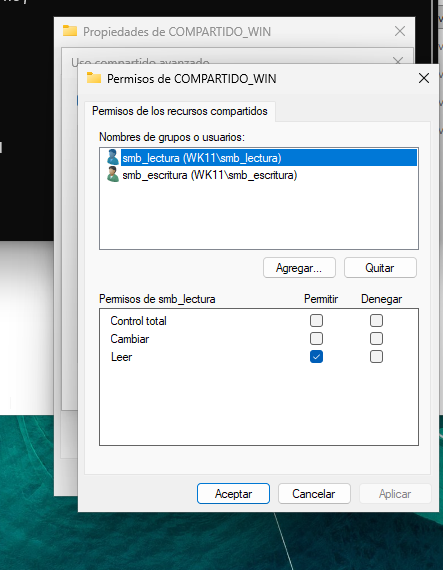 Propiedades de COMPARTIDO_WIN
Uso compartido avanzado
Permisos de COMPARTIDO_WIN
Permisos de los recursos compartidos
Nombres de grupos o usuarios:
smb_lectura (WK11\smb_lectura)
smb_escritura (WK11\smb_escritura)
Agregar...
Quitar
Permisos de smb_lectura Permitir Denegar
Control total
Cambiar
Leer
Aceptar
Cancelar
Aplicar